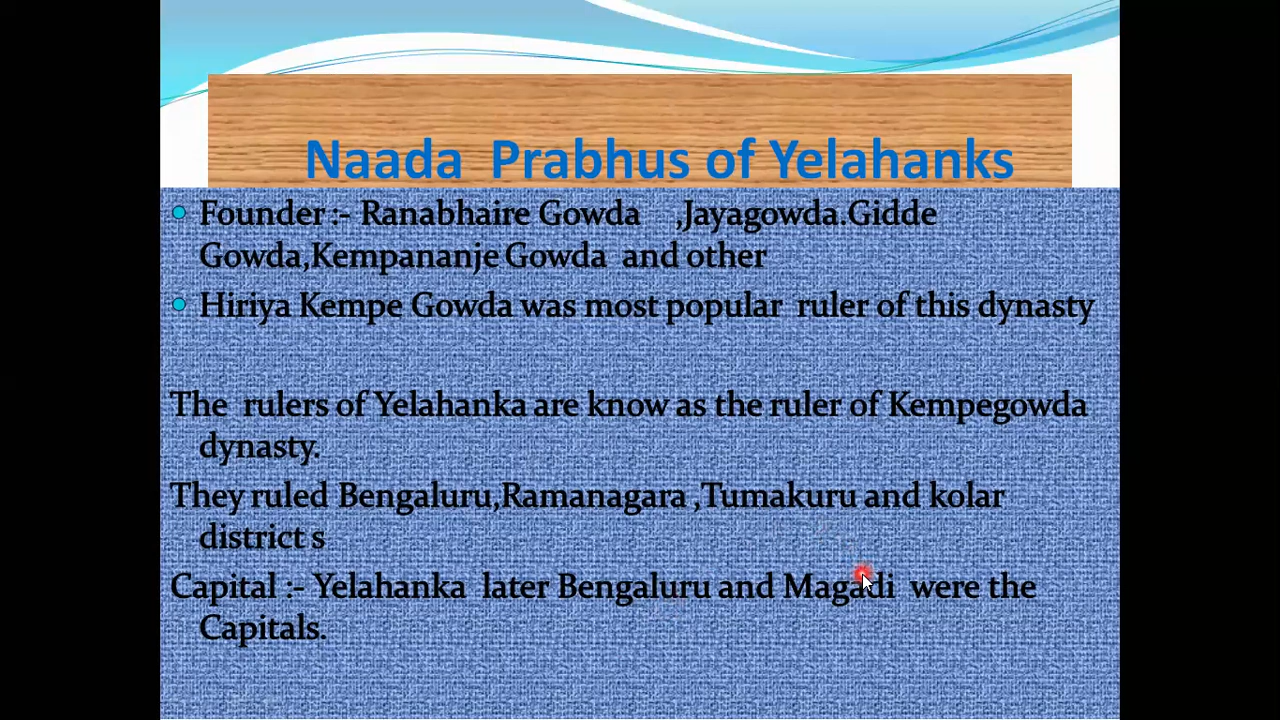 Naada Prabhus of Yelahanks
Founder :- Ranabhaire Gowda ,Jayagowda.Gidde
Gowda,Kempananje Gowda and other
Hiriya Kempe Gowda was most popular ruler of this dynasty
The rulers of Yelahanka are know as the ruler of Kempegowda
dynasty.
They ruled Bengaluru,Ramanagara ,Tumakuru and kolar
district s
Capital :- Yelahanka later Bengaluru and Magadi were the
Capitals.